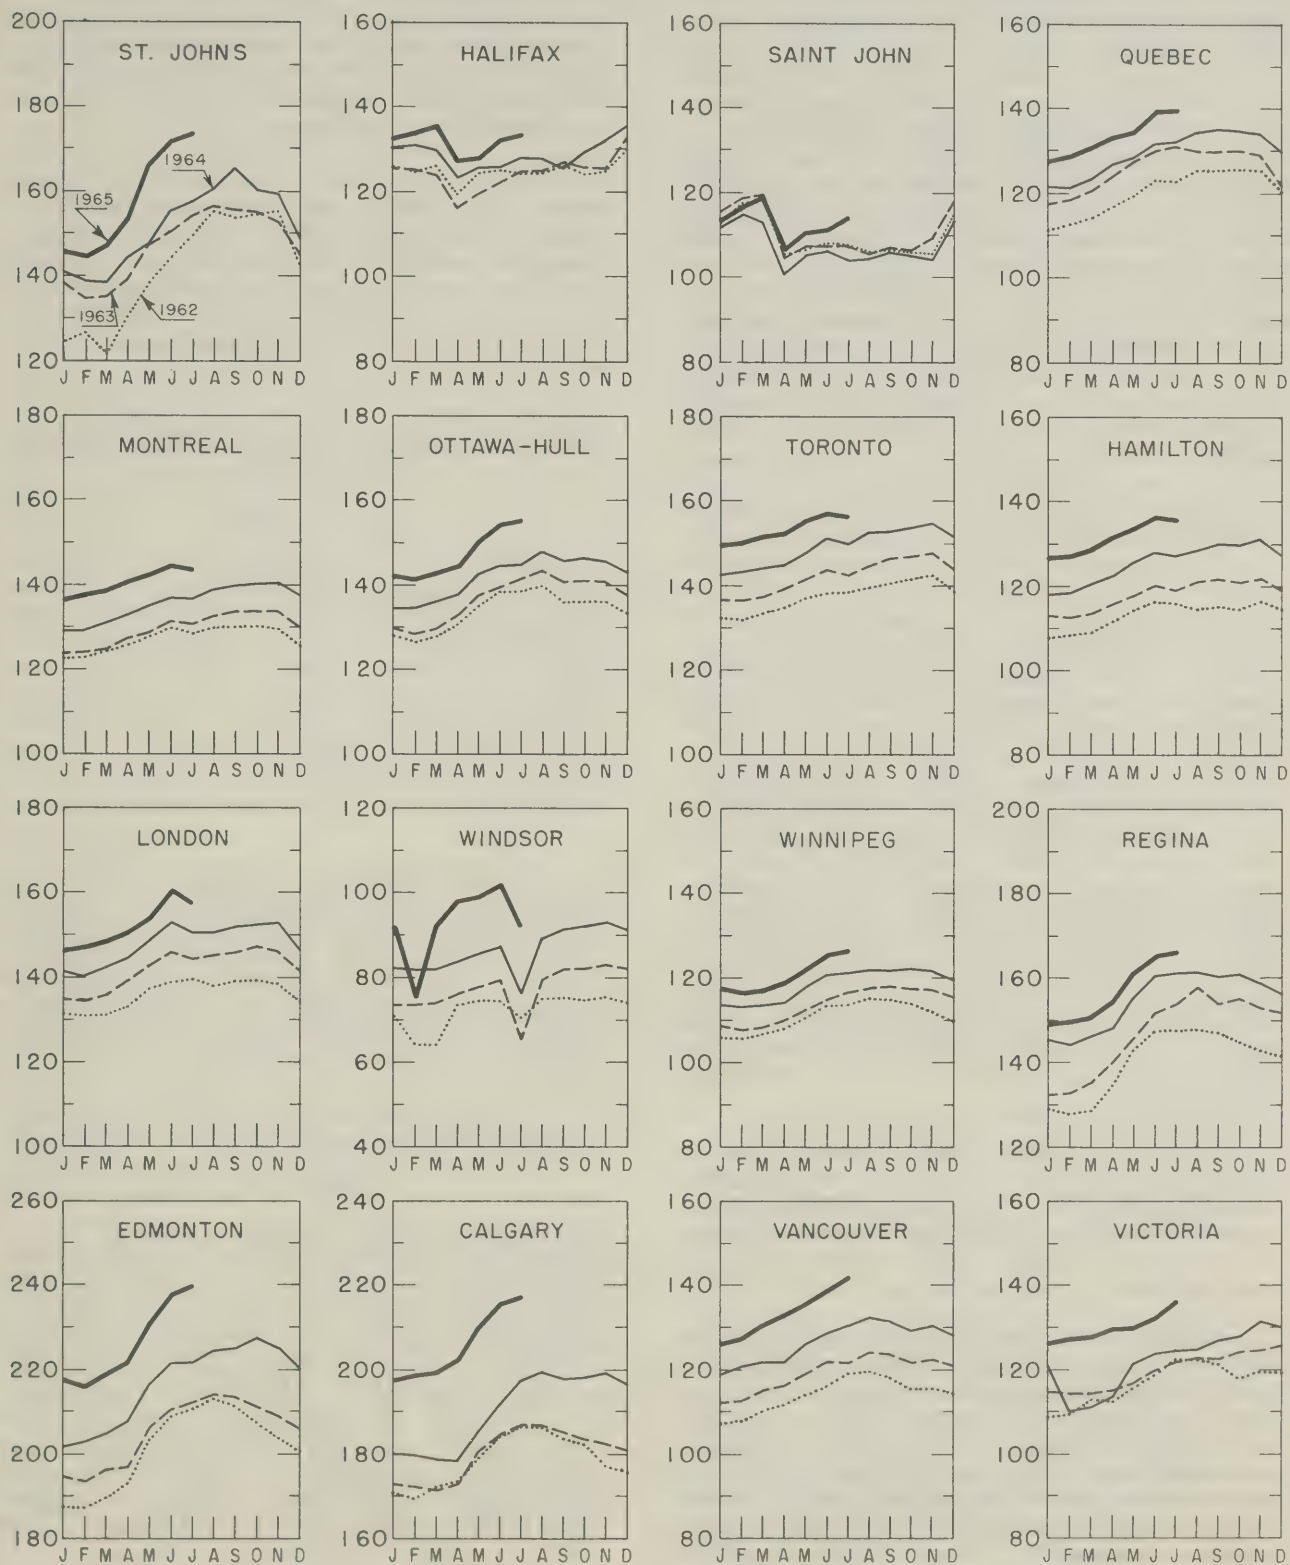 ST. JOHNS
200
180
160
140
120
1965
1964
1963
1962
J F M A M J J A S O N D
HALIFAX
160
140
120
100
80
J F M A M J J A S O N D
SAINT JOHN
160
140
120
100
80
J F M A M J J A S O N D
QUEBEC
160
140
120
100
80
J F M A M J J A S O N D
MONTREAL
180
160
140
120
100
J F M A M J J A S O N D
OTTAWA-HULL
180
160
140
120
100
J F M A M J J A S O N D
TORONTO
180
160
140
120
100
J F M A M J J A S O N D
HAMILTON
160
140
120
100
80
J F M A M J J A S O N D
LONDON
180
160
140
120
100
J F M A M J J A S O N D
WINDSOR
120
100
80
60
40
J F M A M J J A S O N D
WINNIPEG
160
140
120
100
80
J F M A M J J A S O N D
REGINA
200
180
160
140
120
J F M A M J J A S O N D
EDMONTON
260
240
220
200
180
J F M A M J J A S O N D
CALGARY
240
220
200
180
160
J F M A M J J A S O N D
VANCOUVER
160
140
120
100
80
J F M A M J J A S O N D
VICTORIA
160
140
120
100
80
J F M A M J J A S O N D